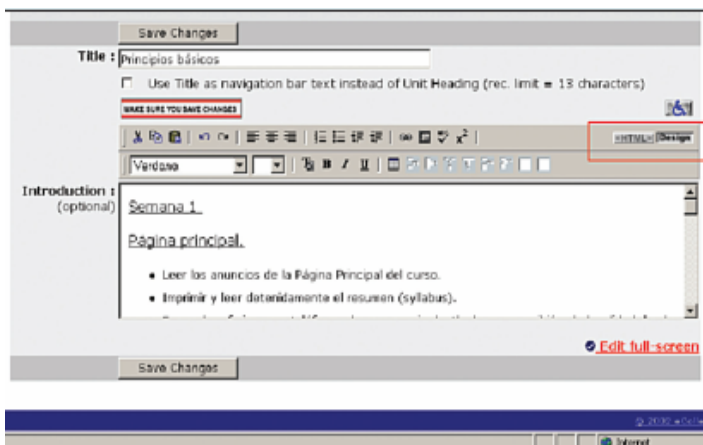 Save Changes
Title : Principios básicos
Use Title as navigation bar text instead of Unit Heading (rec. limit = 13 characters)
MAKE SURE YOU SAVE CHANGES
<HTML> Design
Verdana
B I U
Introduction :
(optional)
Semana 1
Página principal.
• Leer los anuncios de la Página Principal del curso.
• Imprimir y leer detenidamente el resumen (syllabus).
Edit full-screen
Save Changes
Internet